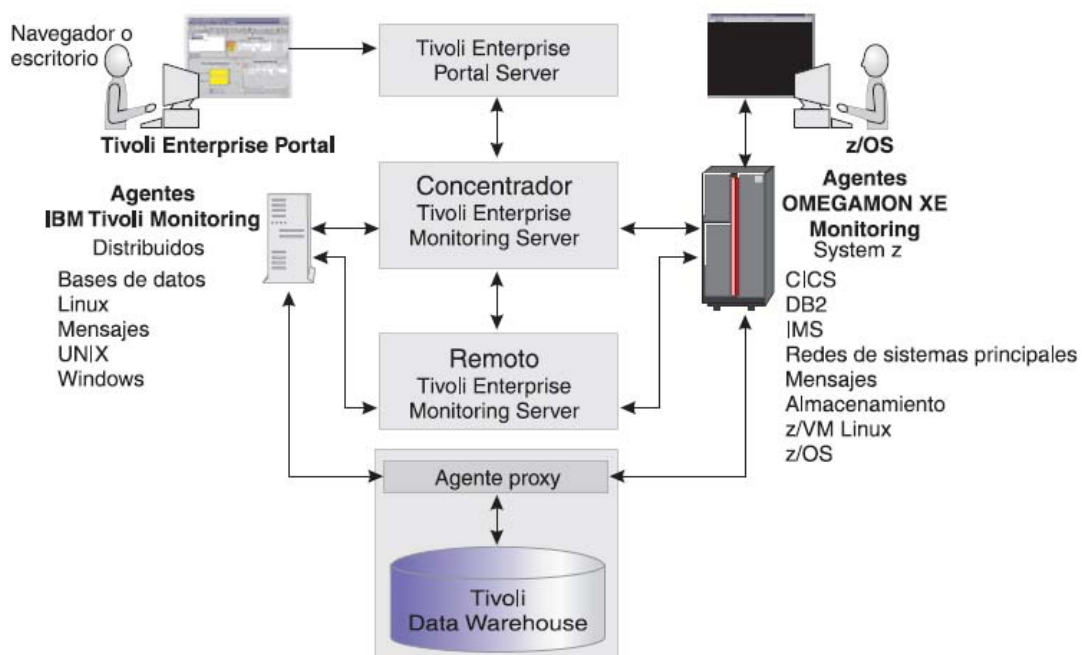 Navegador o
escritorio
Tivoli Enterprise Portal
Tivoli Enterprise
Portal Server
z/OS
Agentes
IBM Tivoli Monitoring
Distribuidos
Bases de datos
Linux
Mensajes
UNIX
Windows
Concentrador
Tivoli Enterprise
Monitoring Server
Agentes
OMEGAMON XE
Monitoring
System z
CICS
DB2
IMS
Redes de sistemas principales
Mensajes
Almacenamiento
z/VM Linux
z/OS
Remoto
Tivoli Enterprise
Monitoring Server
Agente proxy
Tivoli
Data Warehouse